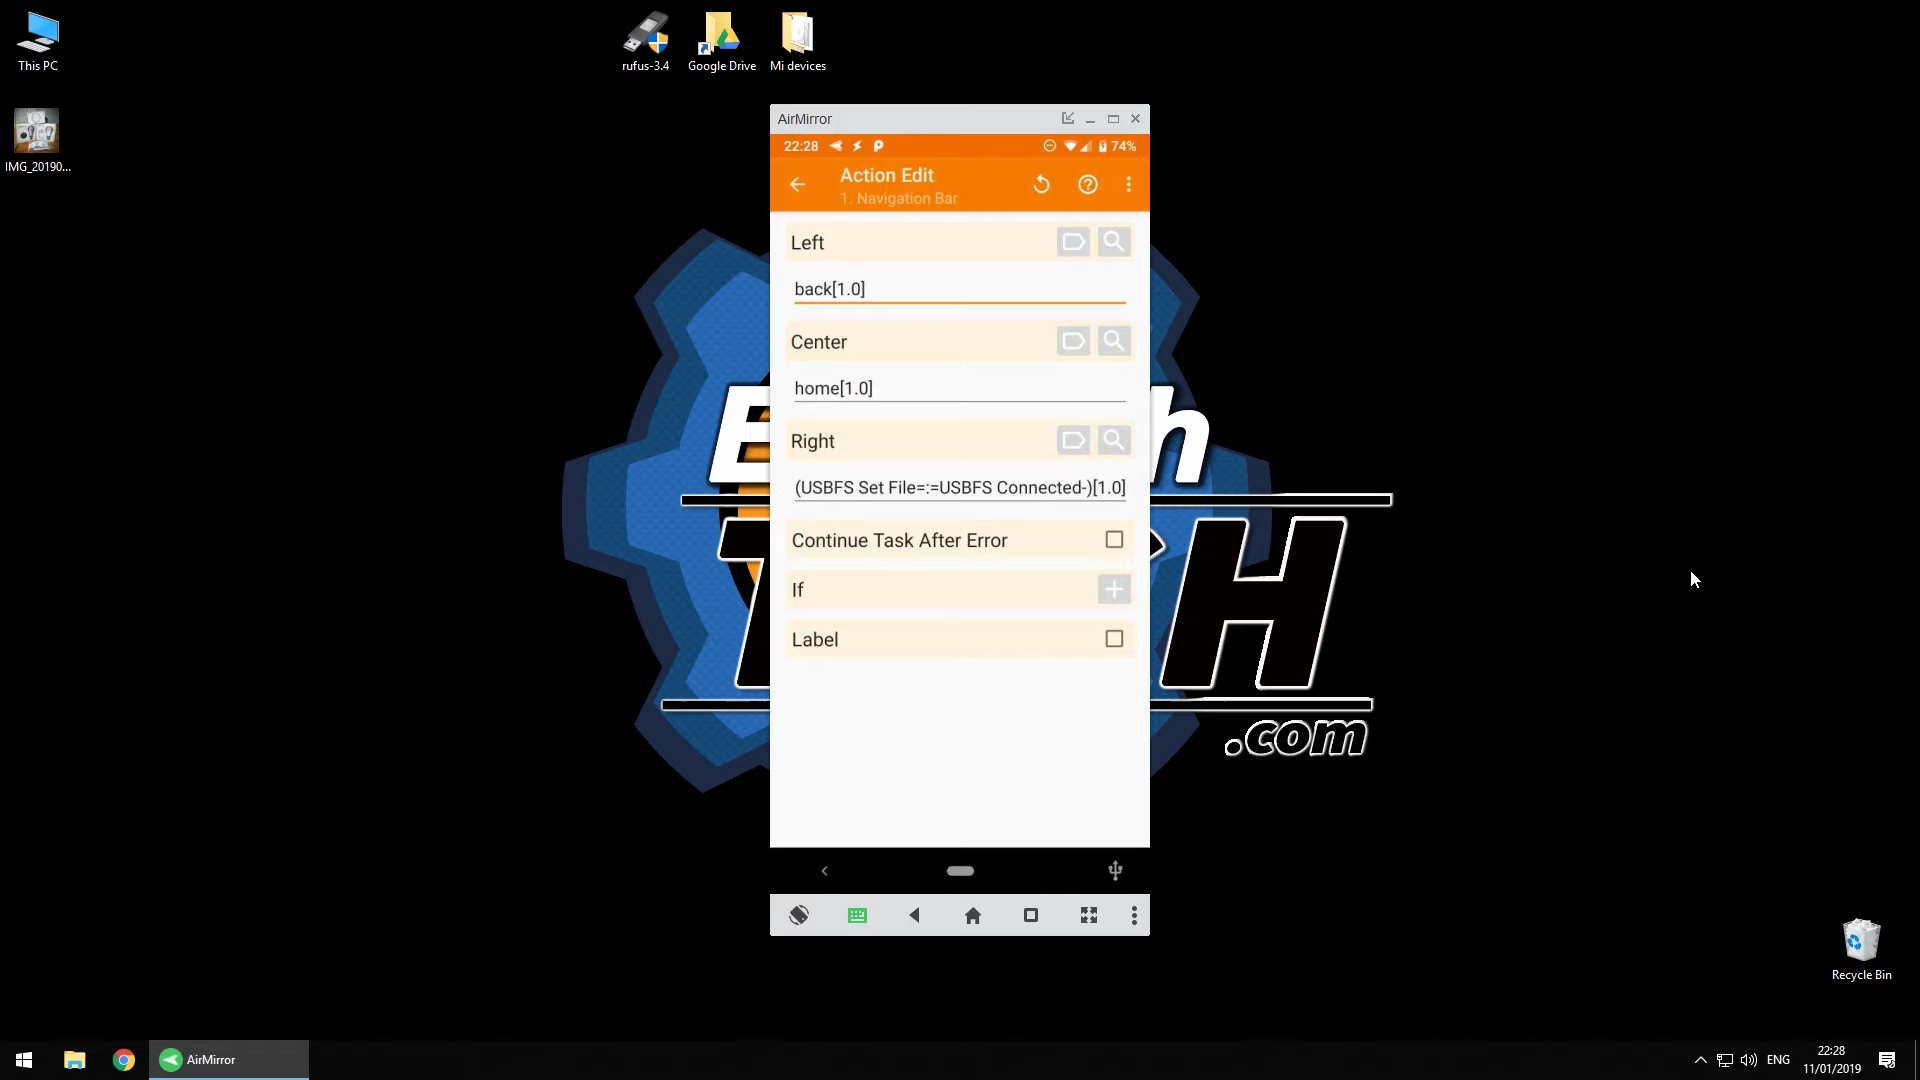 This PC
IMG_20190...
rufus-3.4
Google Drive
Mi devices
AirMirror
22:28
74%
Action Edit
1. Navigation Bar
Left
back[1.0]
Center
home[1.0]
Right
(USBFS Set File=:=USBFS Connected-)[1.0]
Continue Task After Error
If
Label
.com
Recycle Bin
AirMirror
ENG
22:28
11/01/2019